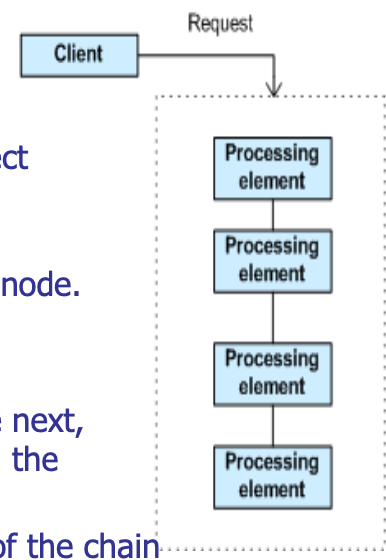 Request
Client
ect
Processing
element
node.
Processing
element
Processing
element
next,
the
Processing
element
of the chain